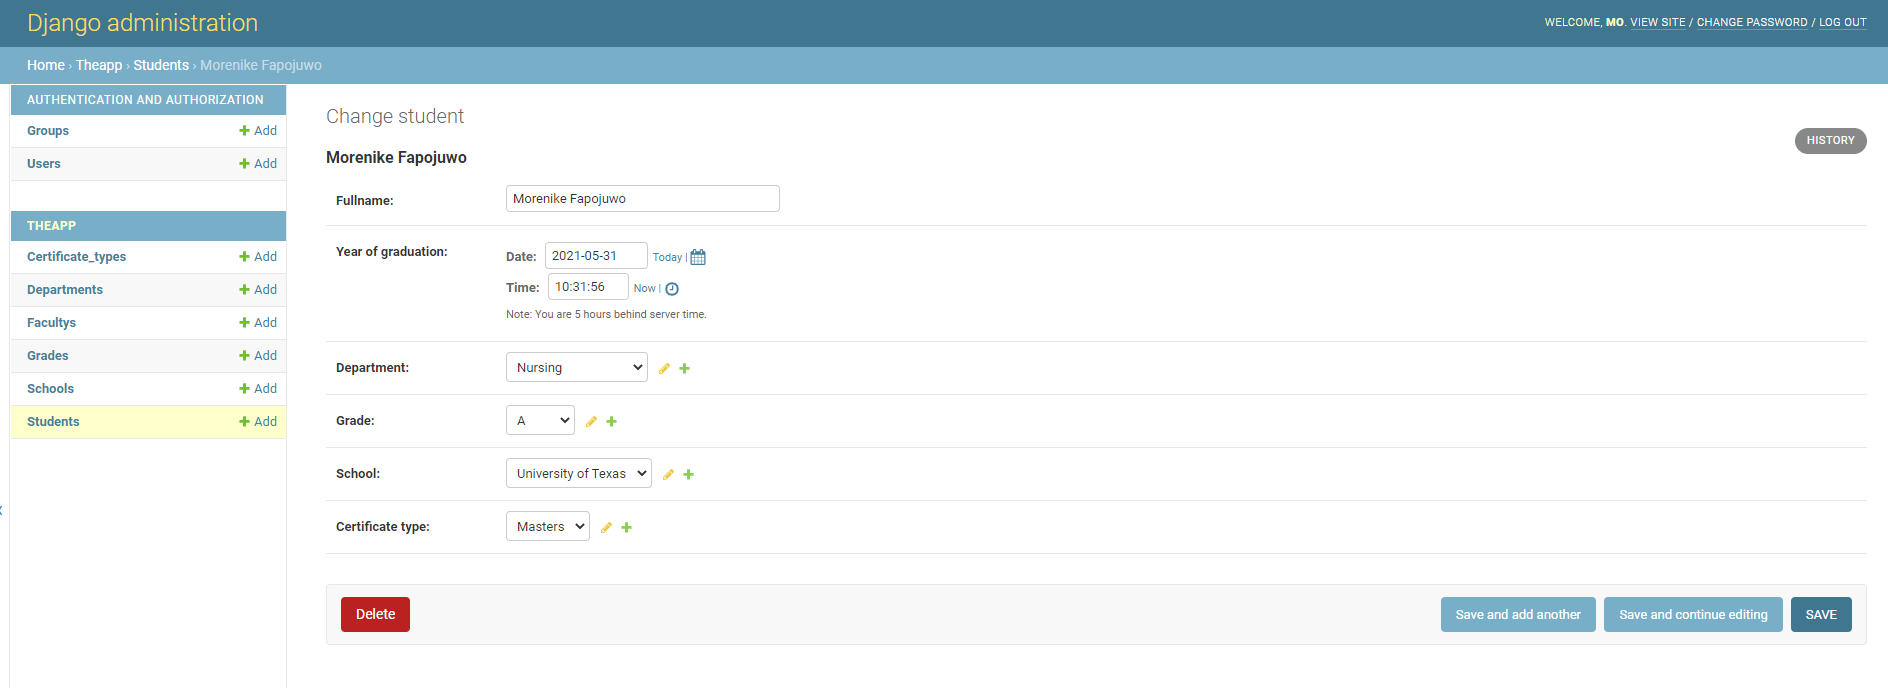 Django administration
WELCOME, MO. VIEW SITE / CHANGE PASSWORD / LOG OUT
Home › Theapp › Students › Morenike Fapojuwo
AUTHENTICATION AND AUTHORIZATION
Groups Add
Users Add
THEAPP
Certificate_types Add
Departments Add
Facultys Add
Grades Add
Schools Add
Students Add
Change student
HISTORY
Morenike Fapojuwo
Fullname: Morenike Fapojuwo
Year of graduation: Date: 2021-05-31 Today |
Time: 10:31:56 Now |
Note: You are 5 hours behind server time.
Department: Nursing
Grade: A
School: University of Texas
Certificate type: Masters
Delete Save and add another Save and continue editing SAVE